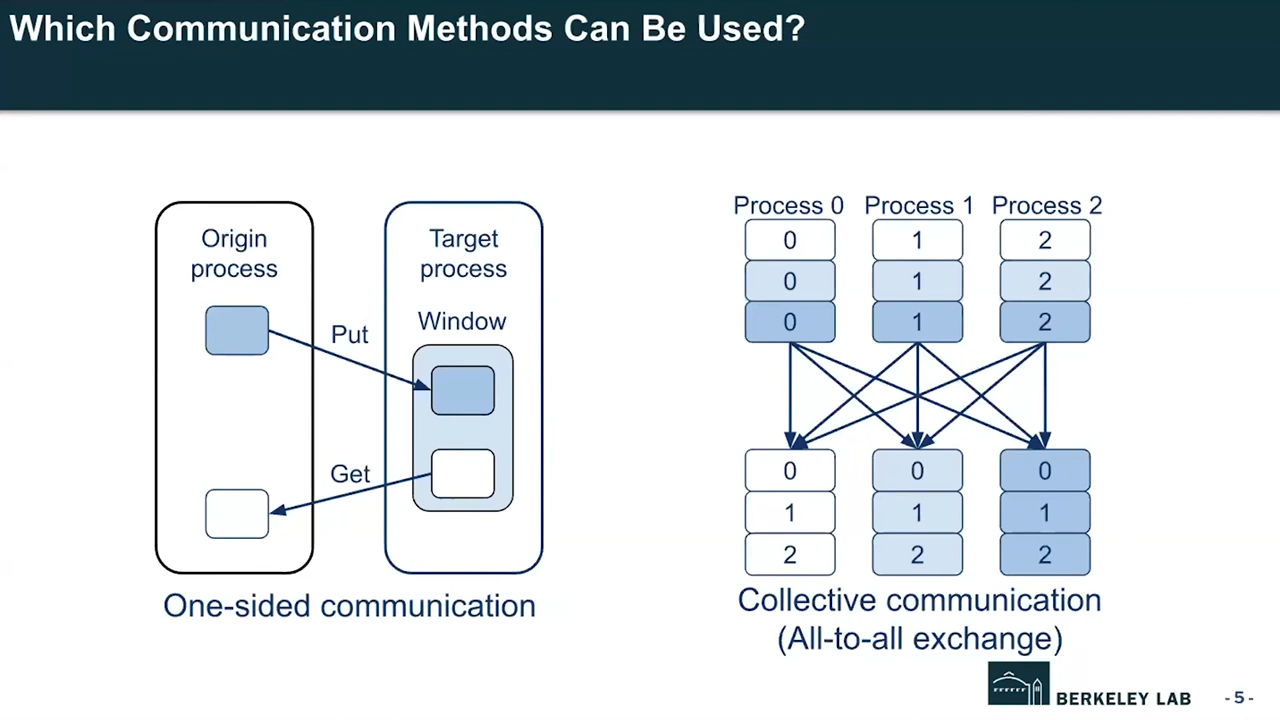 Which Communication Methods Can Be Used?
Origin
process
Target
process
Window
Put
Get
One-sided communication
Process 0 Process 1 Process 2
0 1 2
0 1 2
0 1 2
0 0 0
1 1 1
2 2 2
Collective communication
(All-to-all exchange)
BERKELEY LAB
- 5 -